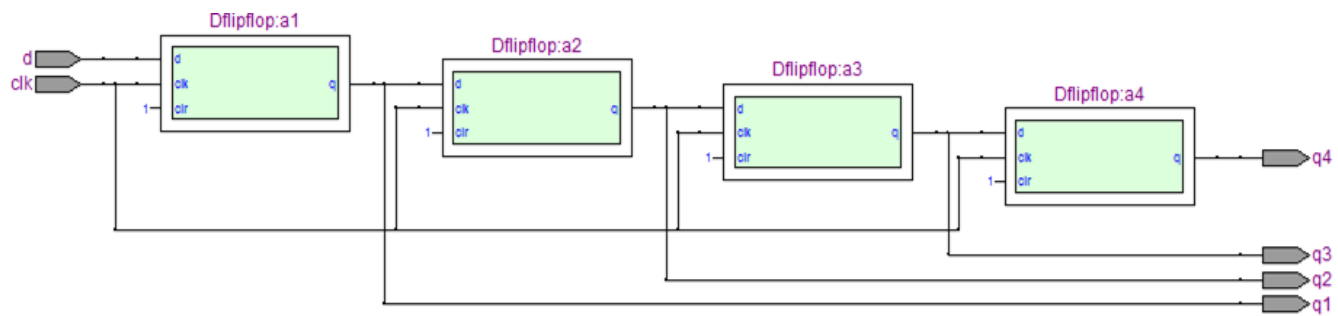 Dflipflop:a1
d
clk
d
clk
q
1
clr
Dflipflop:a2
d
clk
q
1
clr
Dflipflop:a3
d
clk
q
1
clr
Dflipflop:a4
d
clk
q
1
clr
q4
q3
q2
q1